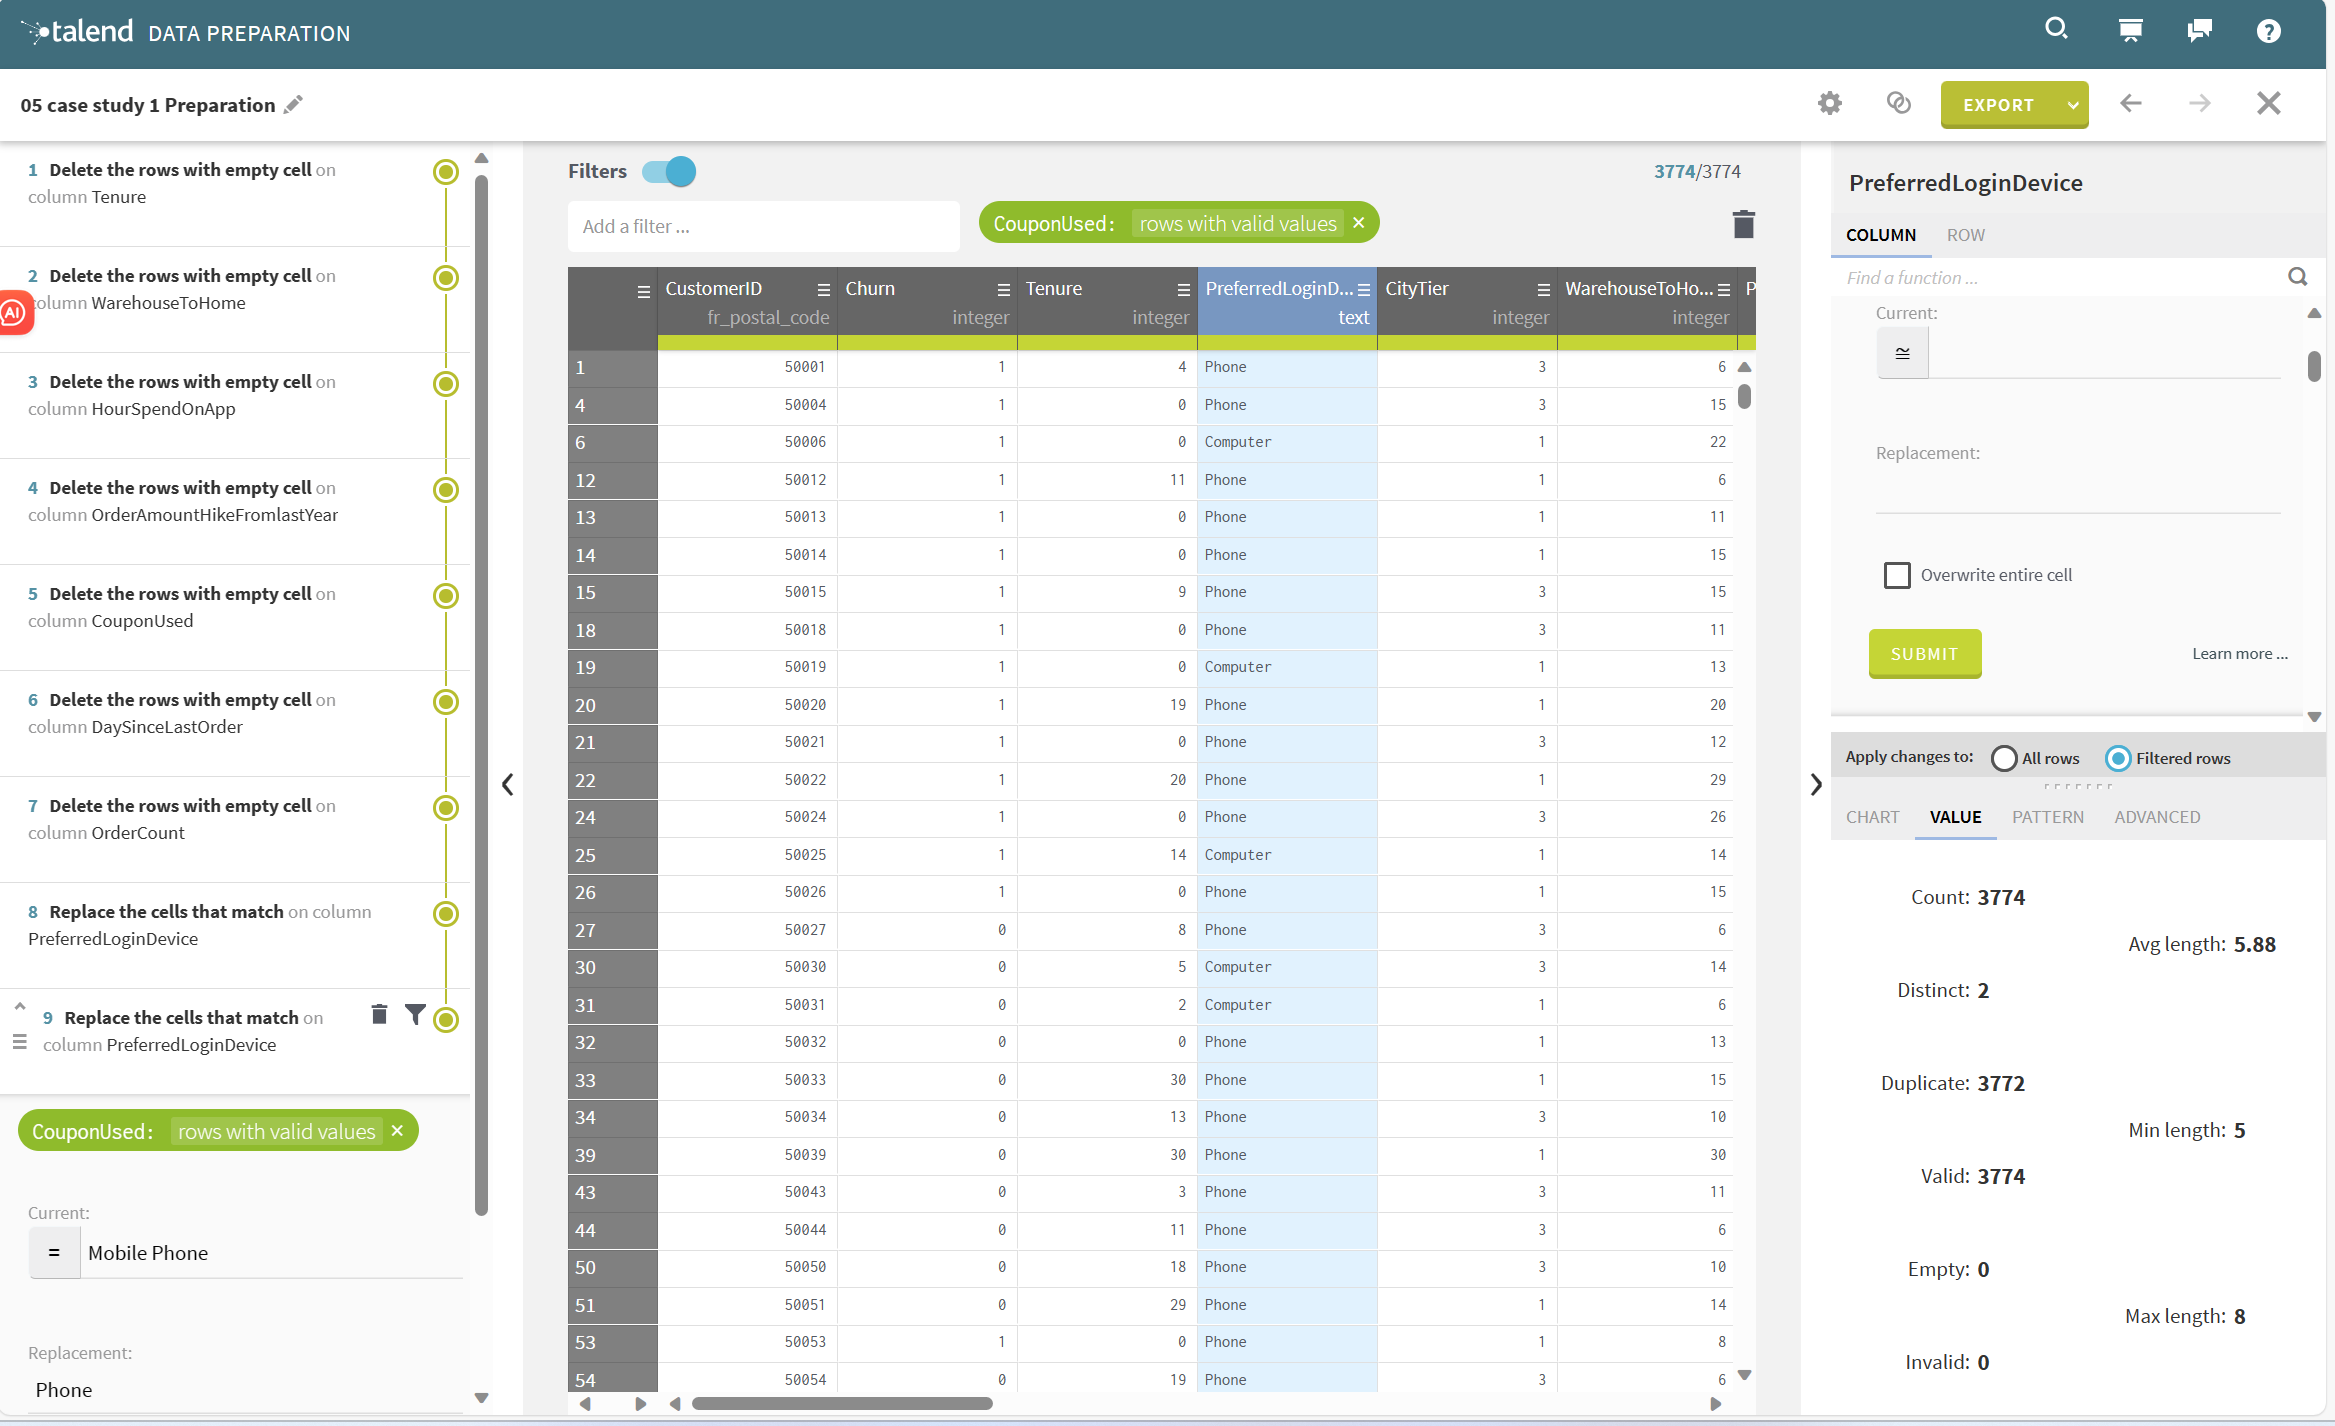 talend DATA PREPARATION
05 case study 1 Preparation
EXPORT
1 Delete the rows with empty cell on
column Tenure
2 Delete the rows with empty cell on
column WarehouseToHome
AI
3 Delete the rows with empty cell on
column HourSpendOnApp
4 Delete the rows with empty cell on
column OrderAmountHikeFromlastYear
5 Delete the rows with empty cell on
column CouponUsed
6 Delete the rows with empty cell on
column DaySinceLastOrder
7 Delete the rows with empty cell on
column OrderCount
8 Replace the cells that match on column
PreferredLoginDevice
9 Replace the cells that match on
column PreferredLoginDevice
CouponUsed: rows with valid values ×
Current:
= Mobile Phone
Replacement:
Phone
Filters
3774/3774
Add a filter ...
CouponUsed: rows with valid values ×
CustomerID Churn Tenure PreferredLoginD... CityTier WarehouseToHo... P
fr_postal_code integer integer text integer integer
1 50001 1 4 Phone 3 6
4 50004 1 0 Phone 3 15
6 50006 1 0 Computer 1 22
12 50012 1 11 Phone 1 6
13 50013 1 0 Phone 1 11
14 50014 1 0 Phone 1 15
15 50015 1 9 Phone 3 15
18 50018 1 0 Phone 3 11
19 50019 1 0 Computer 1 13
20 50020 1 19 Phone 1 20
21 50021 1 0 Phone 3 12
22 50022 1 20 Phone 1 29
24 50024 1 0 Phone 3 26
25 50025 1 14 Computer 1 14
26 50026 1 0 Phone 1 15
27 50027 0 8 Phone 3 6
30 50030 0 5 Computer 3 14
31 50031 0 2 Computer 1 6
32 50032 0 0 Phone 1 13
33 50033 0 30 Phone 1 15
34 50034 0 13 Phone 3 10
39 50039 0 30 Phone 1 30
43 50043 0 3 Phone 3 11
44 50044 0 11 Phone 3 6
50 50050 0 18 Phone 3 10
51 50051 0 29 Phone 1 14
53 50053 1 0 Phone 1 8
54 50054 0 19 Phone 3 6
PreferredLoginDevice
COLUMN ROW
Find a function ...
Current:
≅
Replacement:
Overwrite entire cell
SUBMIT
Learn more ...
Apply changes to: All rows Filtered rows
CHART VALUE PATTERN ADVANCED
Count: 3774
Avg length: 5.88
Distinct: 2
Duplicate: 3772
Min length: 5
Valid: 3774
Empty: 0
Max length: 8
Invalid: 0